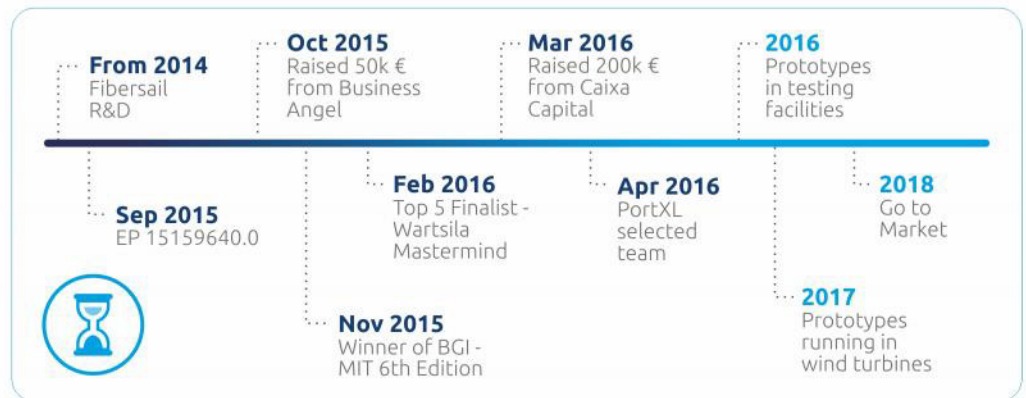 From 2014
Fibersail
R&D
Sep 2015
EP 15159640.0
Oct 2015
Raised 50k €
from Business
Angel
Nov 2015
Winner of BGI -
MIT 6th Edition
Feb 2016
Top 5 Finalist -
Wartsila
Mastermind
Mar 2016
Raised 200k €
from Caixa
Capital
Apr 2016
PortXL
selected
team
2016
Prototypes
in testing
facilities
2017
Prototypes
running in
wind turbines
2018
Go to
Market